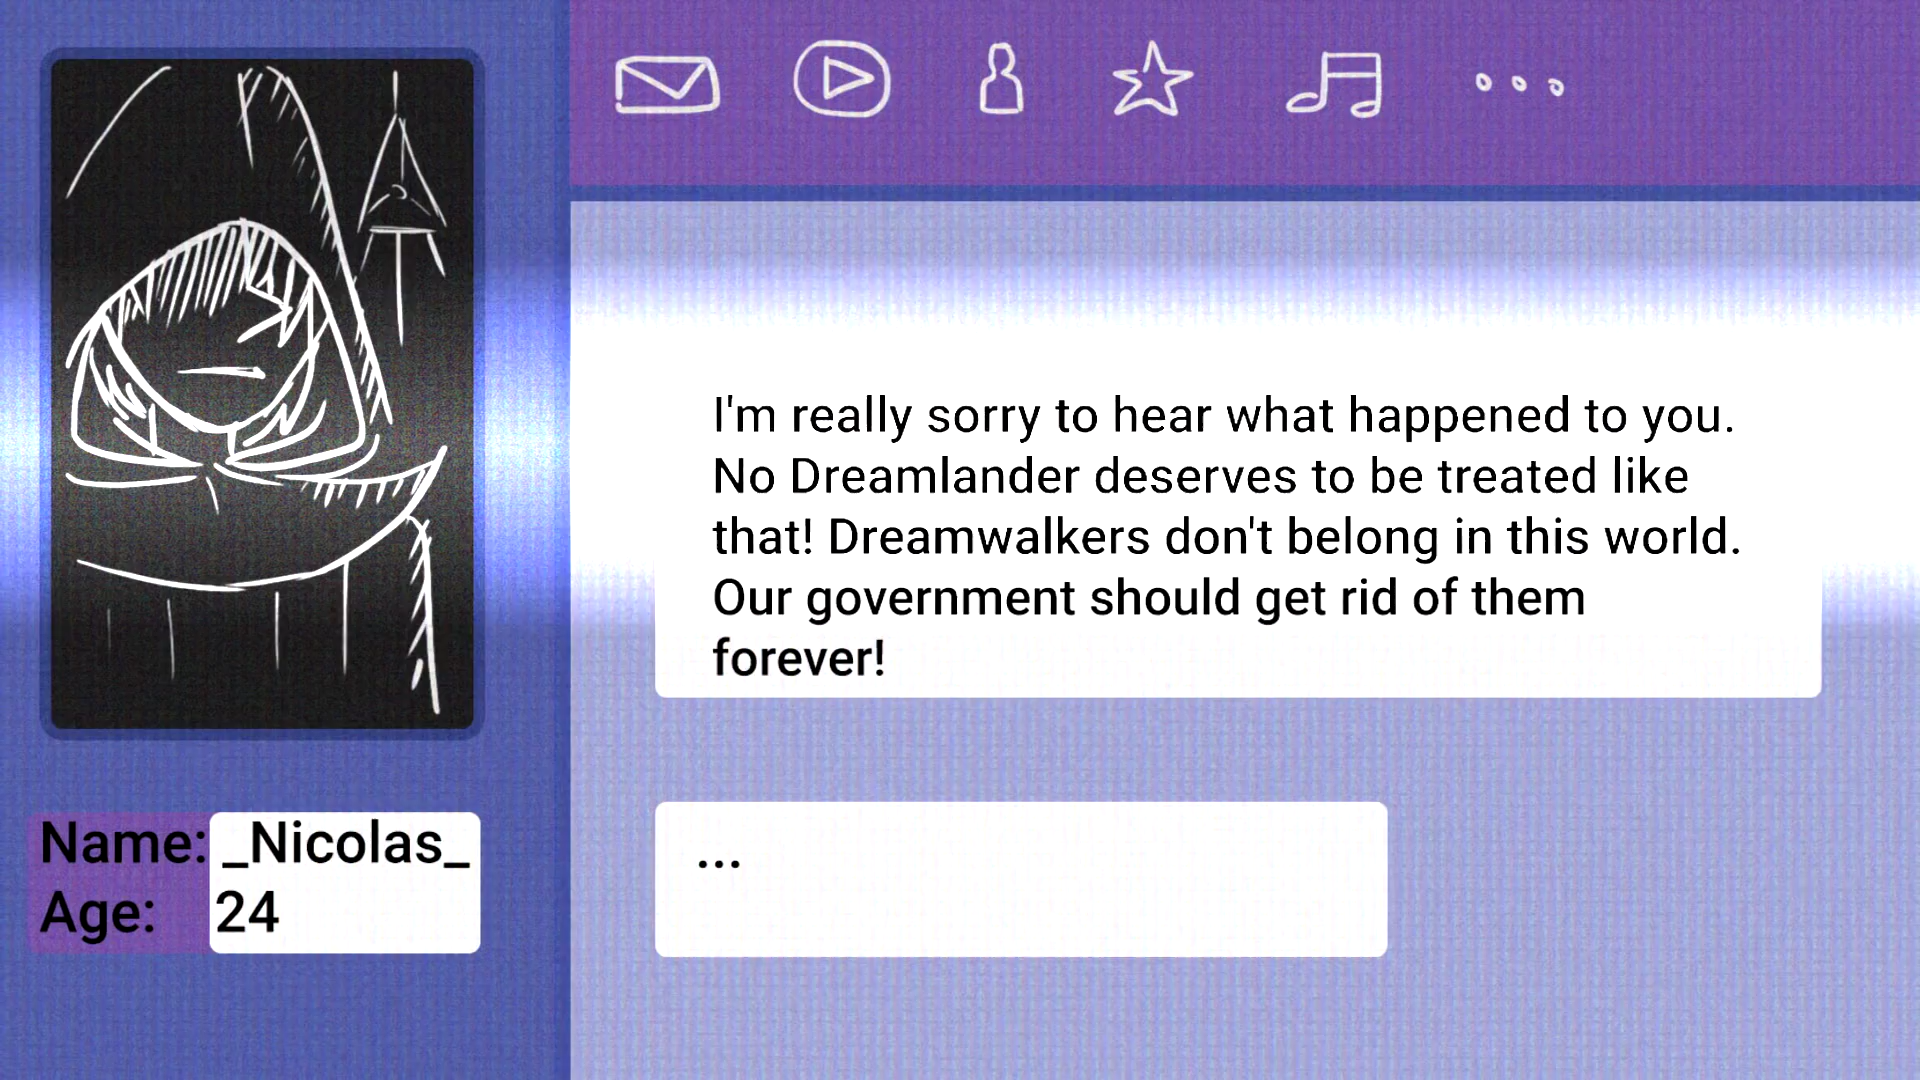 I'm really sorry to hear what happened to you.
No Dreamlander deserves to be treated like
that! Dreamwalkers don't belong in this world.
Our government should get rid of them
forever!
...
Name: _Nicolas_
Age: 24